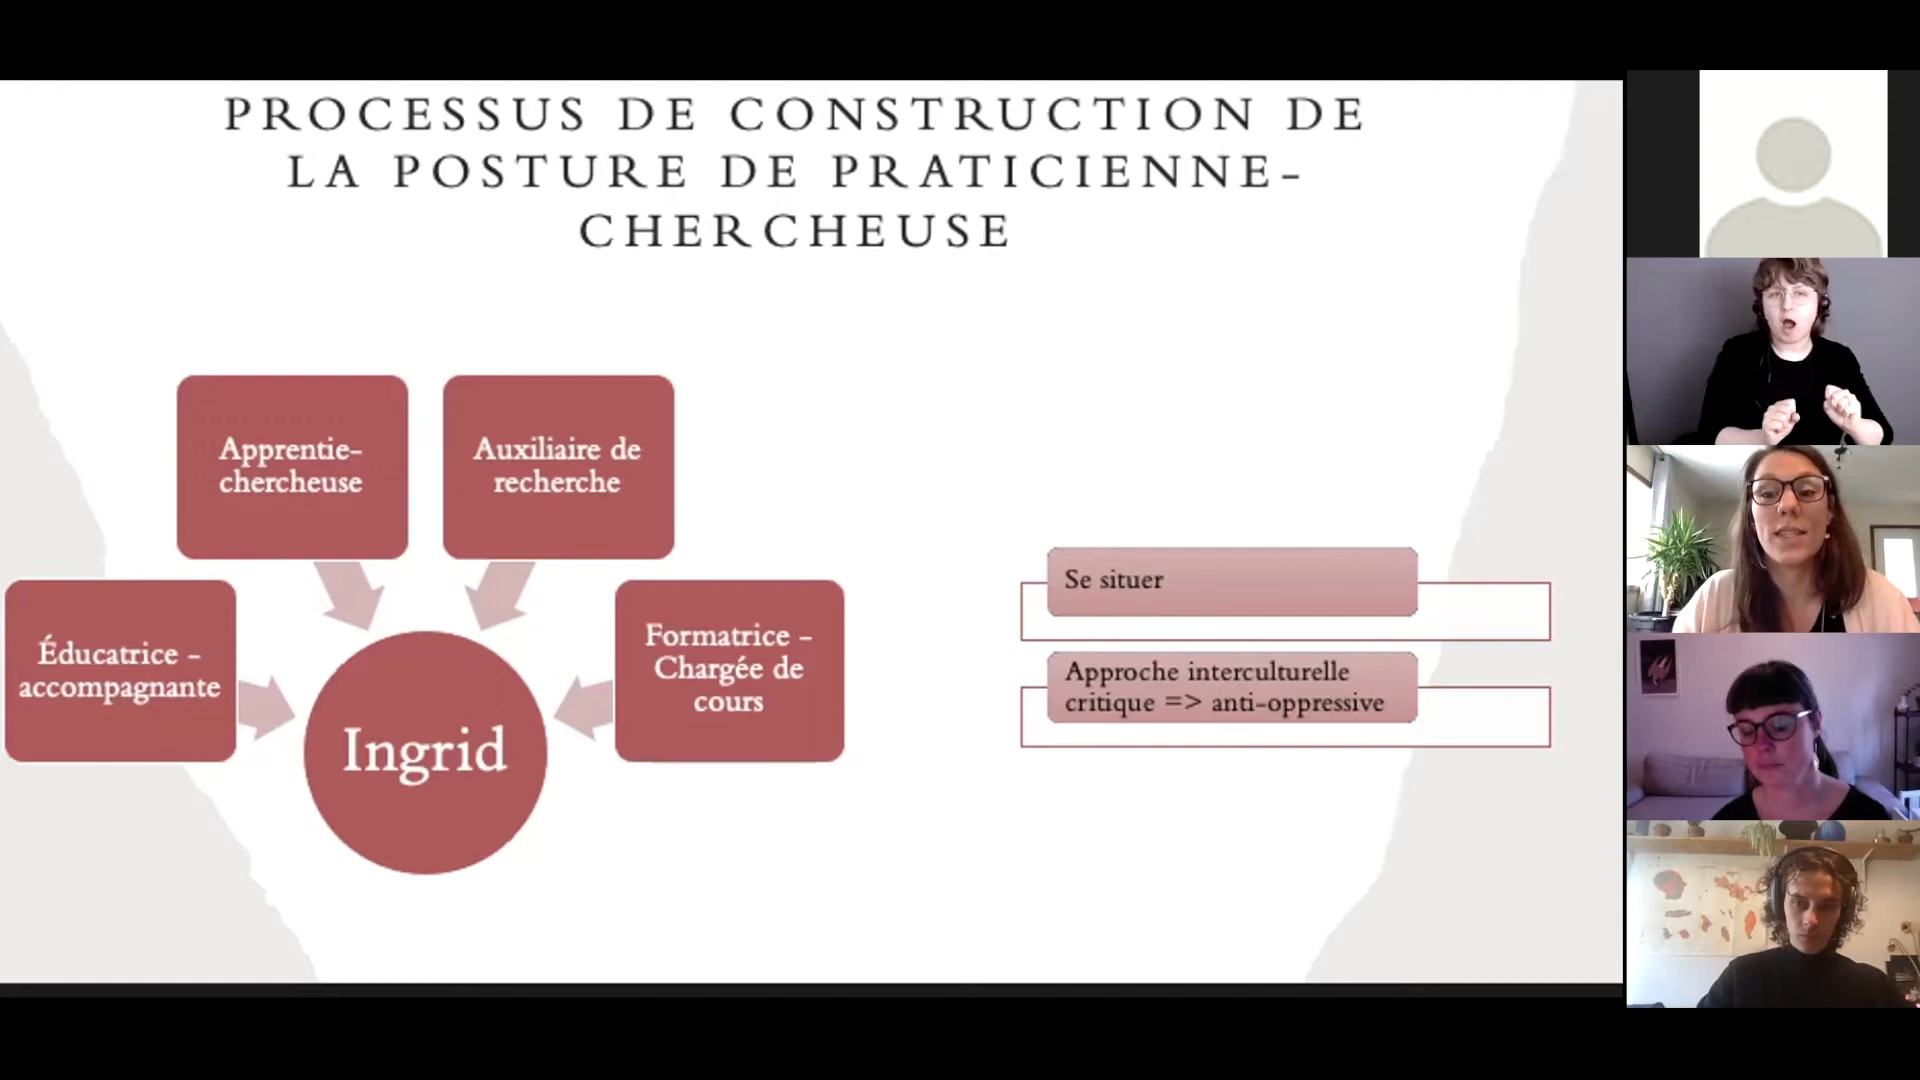 PROCESSUS DE CONSTRUCTION DE
LA POSTURE DE PRATICIENNE-
CHERCHEUSE
Apprentie-
chercheuse
Auxiliaire de
recherche
Éducatrice -
accompagnante
Formatrice -
Chargée de
cours
Ingrid
Se situer
Approche interculturelle
critique => anti-oppressive